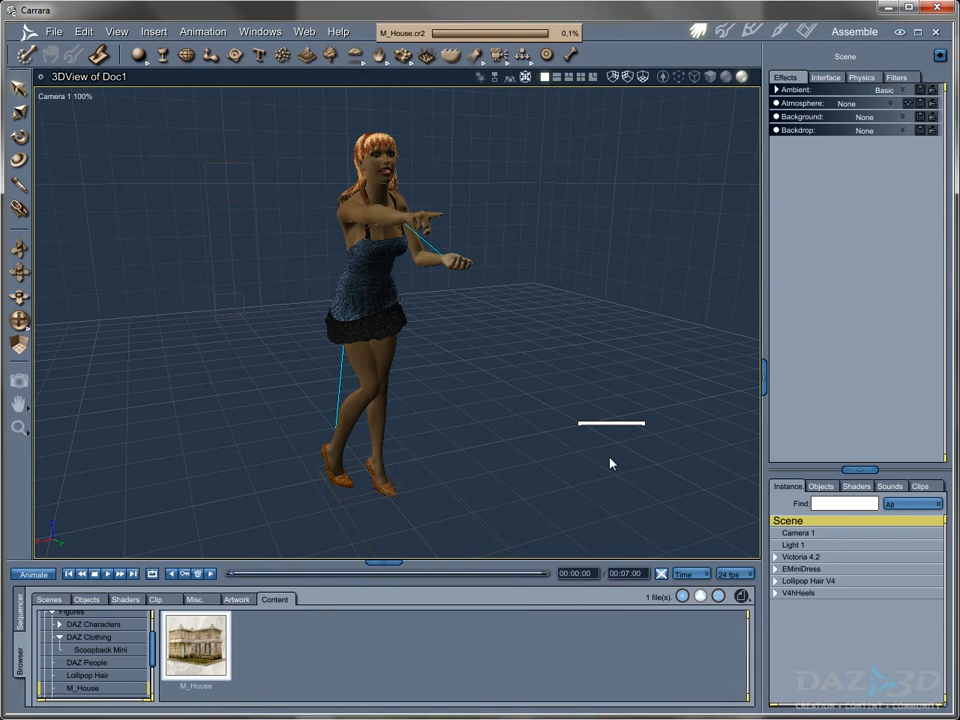 Carrara
File Edit View Insert Animation Windows Web Help
M_House.cr2 0,1%
Assemble
3DView of Doc1
Scene
Camera 1 100%
Effects Interface Physics Filters
Ambient: Basic
Atmosphere: None
Background: None
Backdrop: None
Instance Objects Shaders Sounds Clips
Find: All
Scene
Camera 1
Light 1
Victoria 4.2
EMiniDress
Lollipop Hair V4
V4hHeels
Animate 00:00:00 00:07:00 Time 24 fps
Sequencer
Browser
Scenes Objects Shaders Clip Misc. Artwork Content 1 file(s).
Figures
DAZ Characters
DAZ Clothing
Scoopback Mini
DAZ People
Lollipop Hair
M_House
M_House
DAZ 3D
CREATION • CONTENT • COMMUNITY